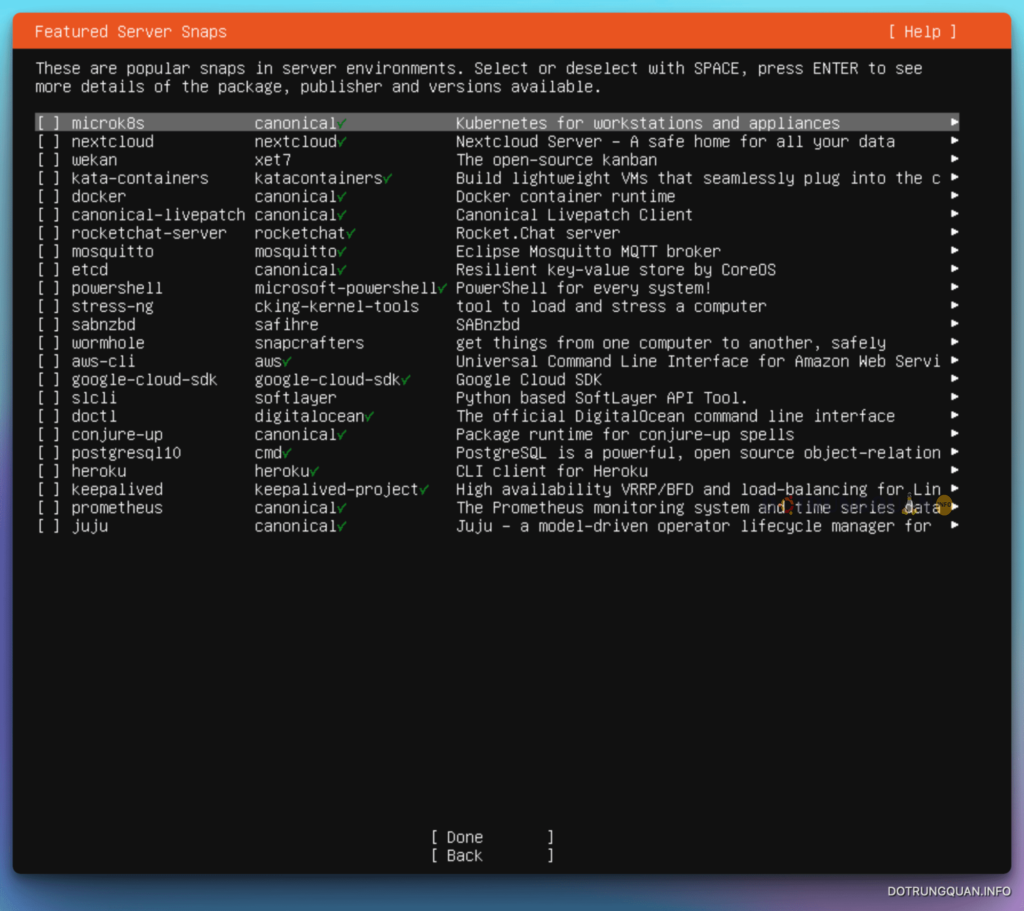 Featured Server Snaps [ Help ]
These are popular snaps in server environments. Select or deselect with SPACE, press ENTER to see
more details of the package, publisher and versions available.
[ ] microk8s canonical✓ Kubernetes for workstations and appliances ▸
[ ] nextcloud nextcloud✓ Nextcloud Server - A safe home for all your data ▸
[ ] wekan xet7 The open-source kanban ▸
[ ] kata-containers katacontainers✓ Build lightweight VMs that seamlessly plug into the c ▸
[ ] docker canonical✓ Docker container runtime ▸
[ ] canonical-livepatch canonical✓ Canonical Livepatch Client ▸
[ ] rocketchat-server rocketchat✓ Rocket.Chat server ▸
[ ] mosquitto mosquitto✓ Eclipse Mosquitto MQTT broker ▸
[ ] etcd canonical✓ Resilient key-value store by CoreOS ▸
[ ] powershell microsoft-powershell✓ PowerShell for every system! ▸
[ ] stress-ng cking-kernel-tools tool to load and stress a computer ▸
[ ] sabnzbd safihre SABnzbd ▸
[ ] wormhole snapcrafters get things from one computer to another, safely ▸
[ ] aws-cli aws✓ Universal Command Line Interface for Amazon Web Servi ▸
[ ] google-cloud-sdk google-cloud-sdk✓ Google Cloud SDK ▸
[ ] slcli softlayer Python based SoftLayer API Tool. ▸
[ ] doctl digitalocean✓ The official DigitalOcean command line interface ▸
[ ] conjure-up canonical✓ Package runtime for conjure-up spells ▸
[ ] postgresql10 cmd✓ PostgreSQL is a powerful, open source object-relation ▸
[ ] heroku heroku✓ CLI client for Heroku ▸
[ ] keepalived keepalived-project✓ High availability VRRP/BFD and load-balancing for Lin ▸
[ ] prometheus canonical✓ The Prometheus monitoring system and time series data ▸
[ ] juju canonical✓ Juju - a model-driven operator lifecycle manager for ▸
[ Done ]
[ Back ]
DOTRUNGQUAN.INFO